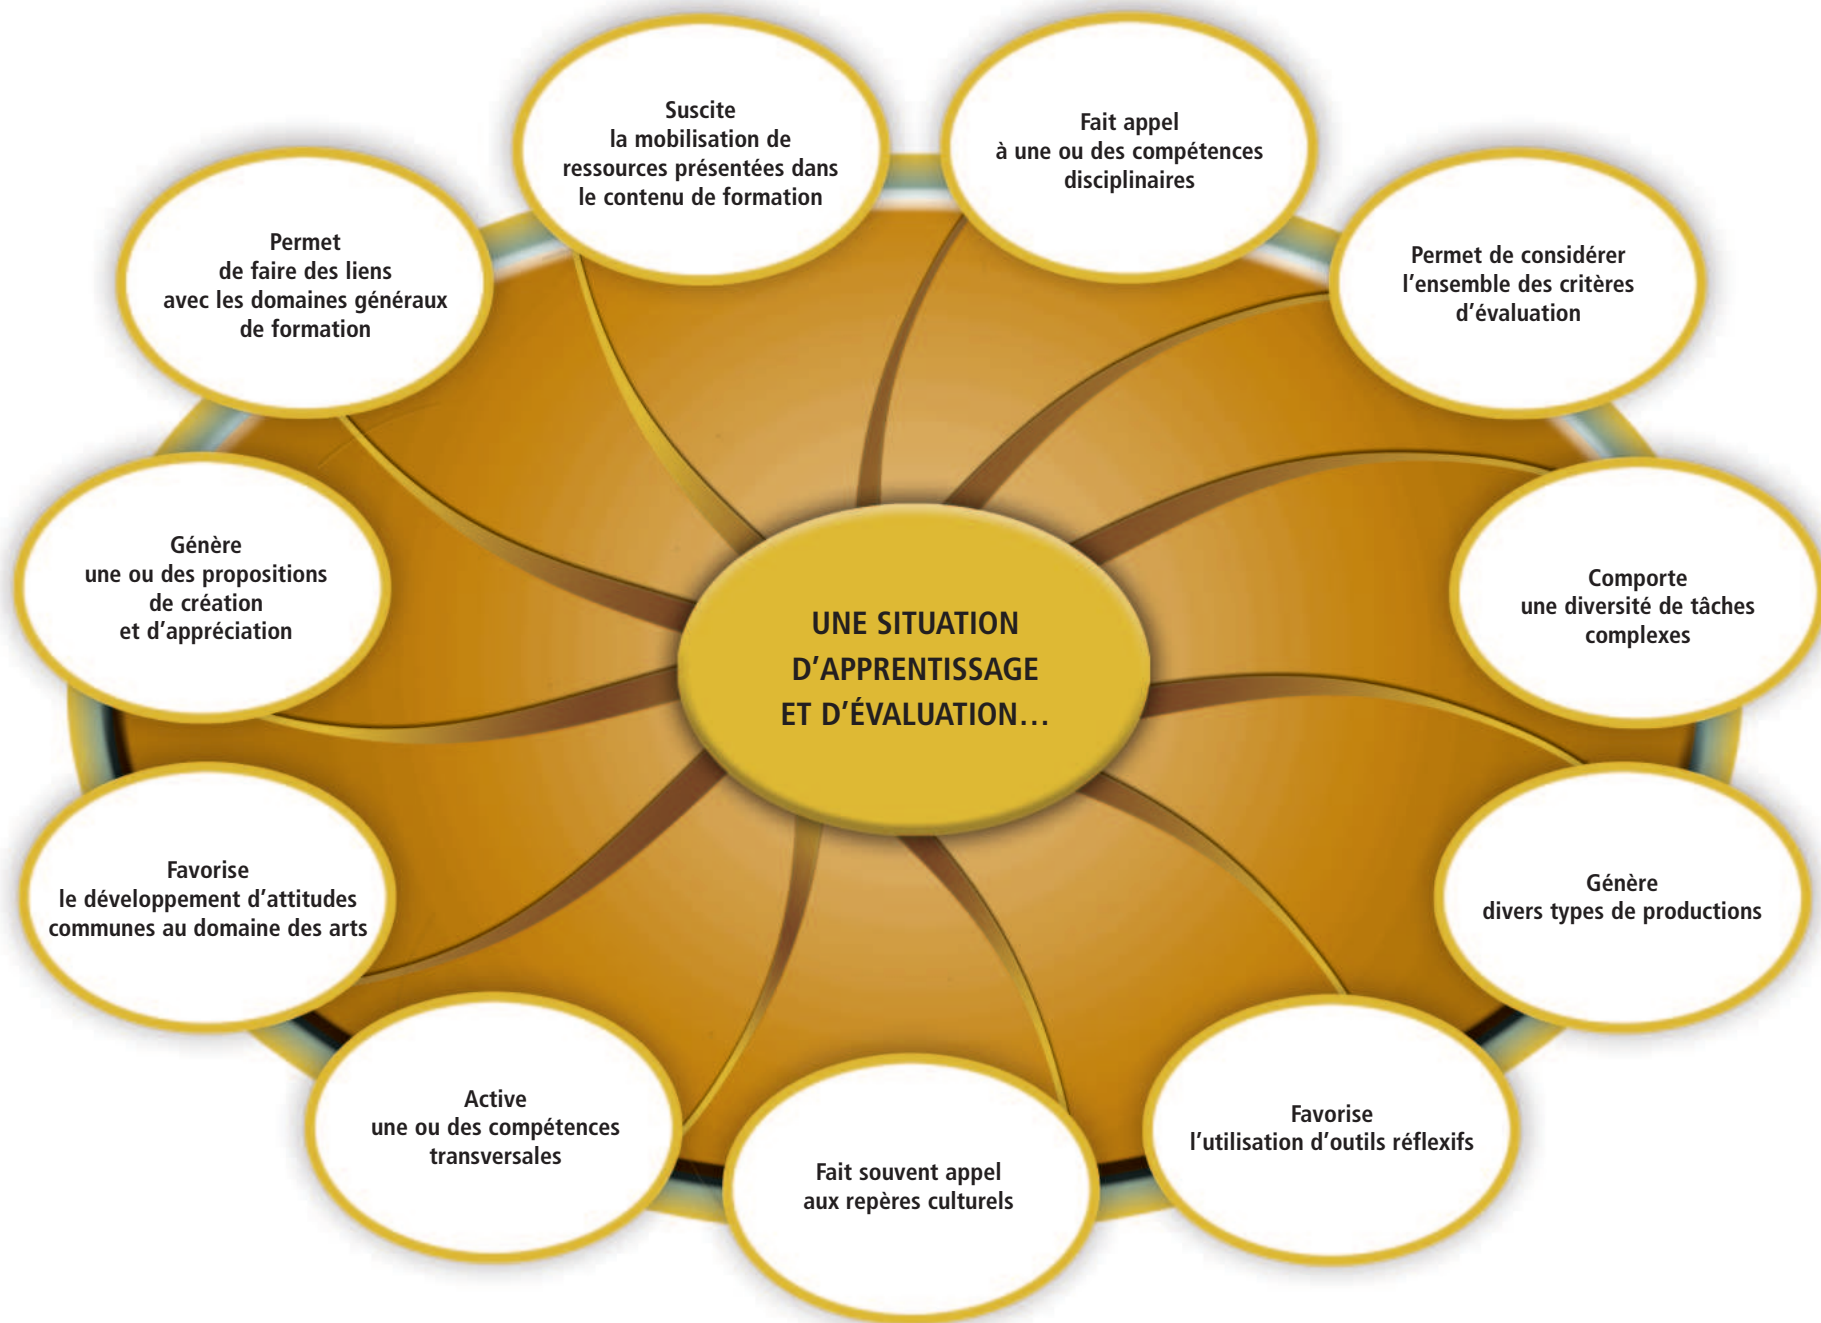 Suscite
la mobilisation de
ressources présentées dans
le contenu de formation
Fait appel
à une ou des compétences
disciplinaires
Permet
de faire des liens
avec les domaines généraux
de formation
Permet de considérer
l'ensemble des critères
d'évaluation
Génère
une ou des propositions
de création
et d'appréciation
UNE SITUATION
D'APPRENTISSAGE
ET D'ÉVALUATION…
Comporte
une diversité de tâches
complexes
Favorise
le développement d'attitudes
communes au domaine des arts
Génère
divers types de productions
Active
une ou des compétences
transversales
Fait souvent appel
aux repères culturels
Favorise
l'utilisation d'outils réflexifs